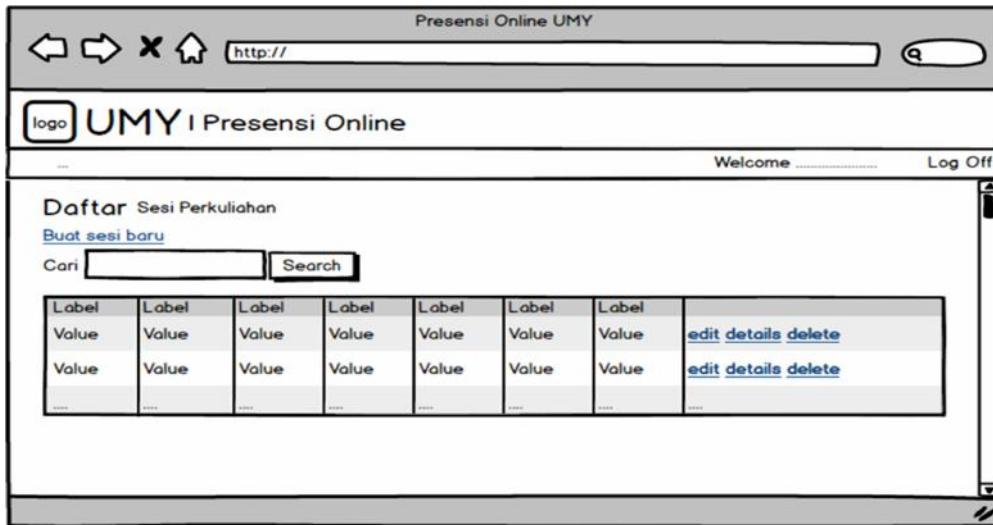 Presensi Online UMY
http://
logo UMY | Presensi Online
... Welcome ..................... Log Off
Daftar Sesi Perkuliahan
Buat sesi baru
Cari Search
Label Label Label Label Label Label Label
Value Value Value Value Value Value Value edit details delete
Value Value Value Value Value Value Value edit details delete
.... .... .... .... .... .... .... ....